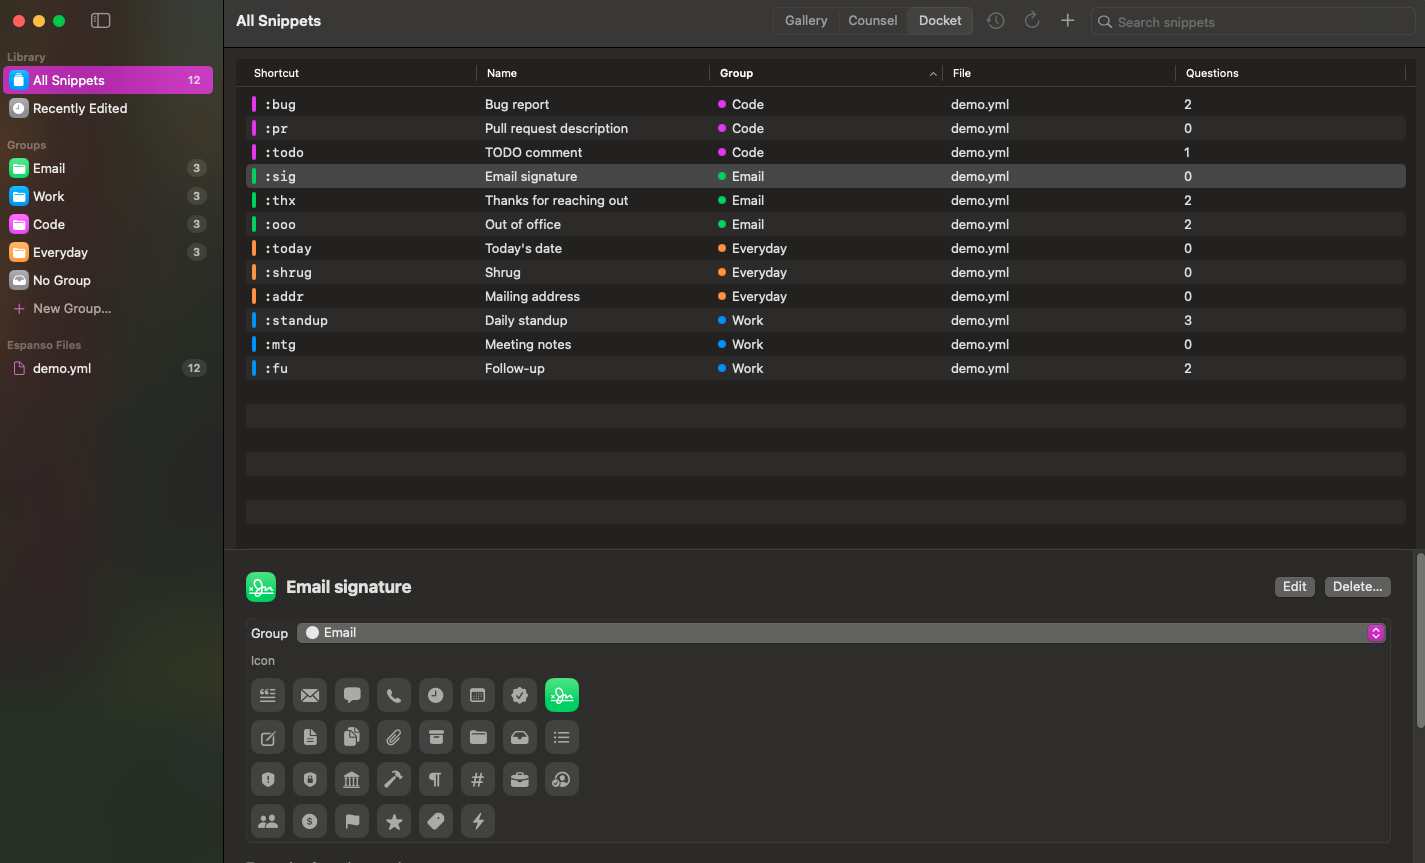 All Snippets
Gallery Counsel Docket
Search snippets
Library
All Snippets 12
Recently Edited
Groups
Email 3
Work 3
Code 3
Everyday 3
No Group
New Group...
Espanso Files
demo.yml 12
Shortcut Name Group File Questions
:bug Bug report Code demo.yml 2
:pr Pull request description Code demo.yml 0
:todo TODO comment Code demo.yml 1
:sig Email signature Email demo.yml 0
:thx Thanks for reaching out Email demo.yml 2
:ooo Out of office Email demo.yml 2
:today Today's date Everyday demo.yml 0
:shrug Shrug Everyday demo.yml 0
:addr Mailing address Everyday demo.yml 0
:standup Daily standup Work demo.yml 3
:mtg Meeting notes Work demo.yml 0
:fu Follow-up Work demo.yml 2
Email signature
Edit Delete...
Group Email
Icon